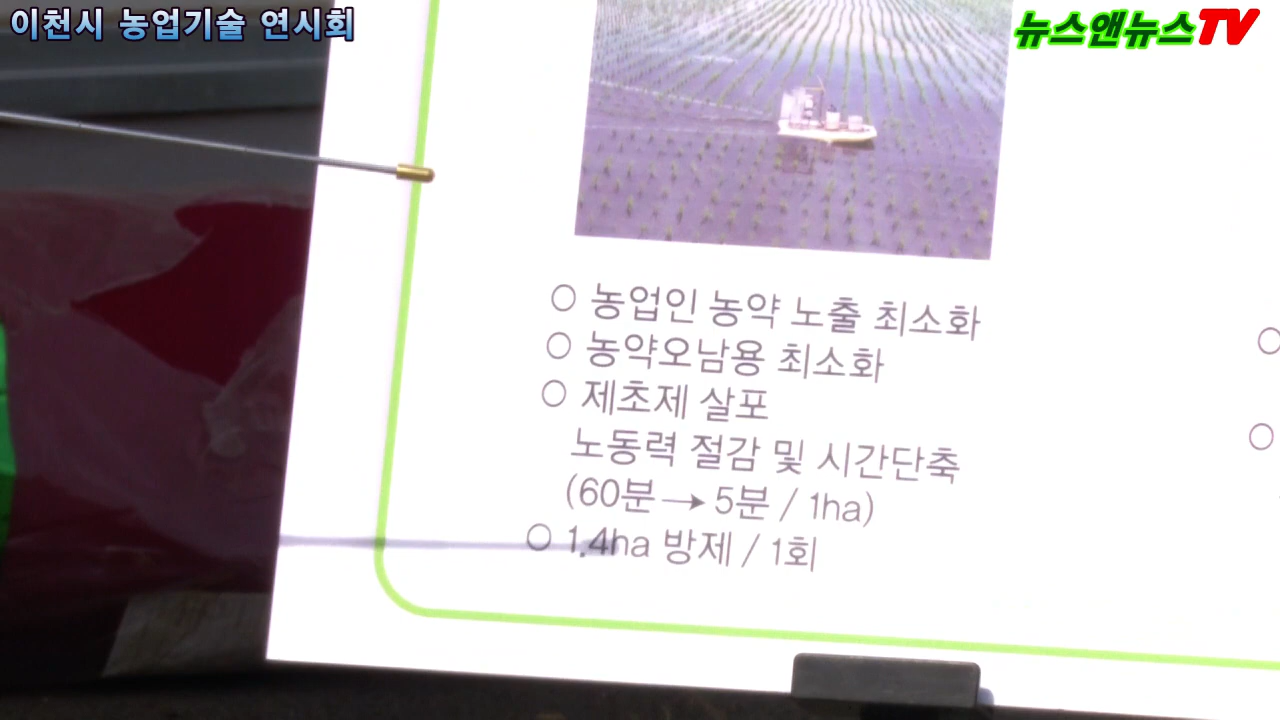 이천시 농업기술 연시회
뉴스앤뉴스TV
○ 농업인 농약 노출 최소화
○ 농약오남용 최소화
○ 제초제 살포
노동력 절감 및 시간단축
(60분→5분 / 1ha)
○ 1.4ha 방제 / 1회